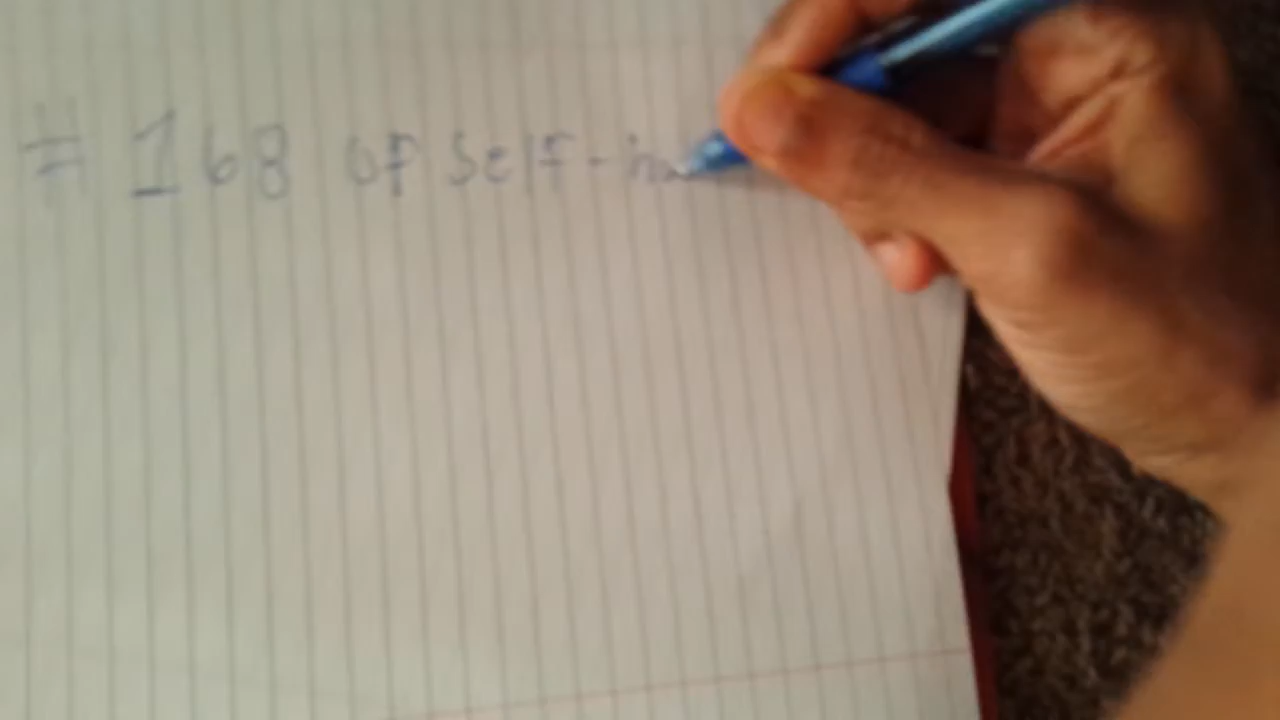 # 168 of self-